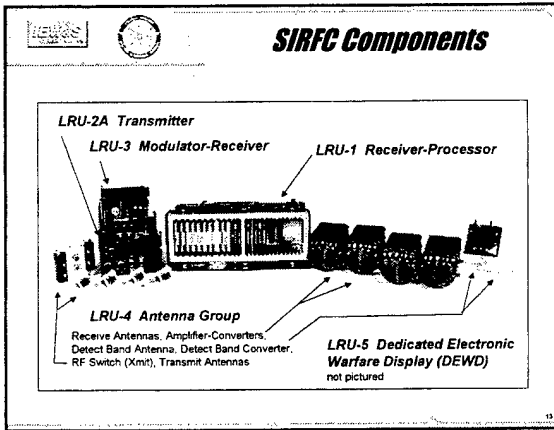 SIRFC Components
LRU-2A Transmitter
LRU-3 Modulator-Receiver
LRU-1 Receiver-Processor
LRU-4 Antenna Group
Receive Antennas, Amplifier-Converters,
Detect Band Antenna, Detect Band Converter,
RF Switch (Xmit), Transmit Antennas
LRU-5 Dedicated Electronic
Warfare Display (DEWD)
not pictured
13